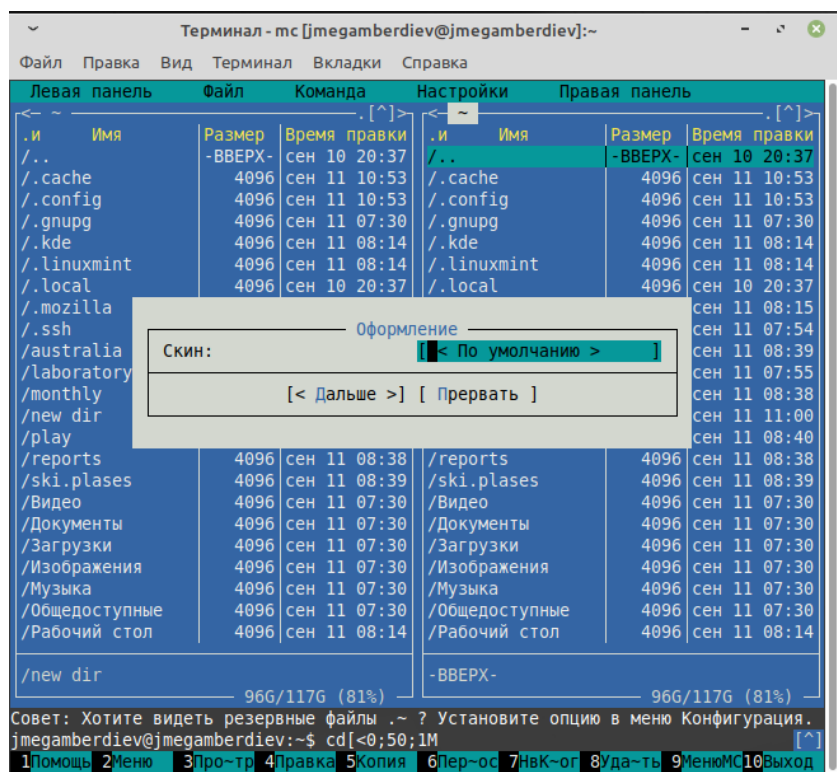 Терминал - mc [jmegamberdiev@jmegamberdiev]:~
Файл Правка Вид Терминал Вкладки Справка
Левая панель Файл Команда Настройки Правая панель
<— ~ .[^]> <— ~ .[^]>
.и Имя Размер Время правки .и Имя Размер Время правки
/.. -ВВЕРХ- сен 10 20:37 /.. -ВВЕРХ- сен 10 20:37
/.cache 4096 сен 11 10:53 /.cache 4096 сен 11 10:53
/.config 4096 сен 11 10:53 /.config 4096 сен 11 10:53
/.gnupg 4096 сен 11 07:30 /.gnupg 4096 сен 11 07:30
/.kde 4096 сен 11 08:14 /.kde 4096 сен 11 08:14
/.linuxmint 4096 сен 11 08:14 /.linuxmint 4096 сен 11 08:14
/.local 4096 сен 10 20:37 /.local 4096 сен 10 20:37
/.mozilla сен 11 08:15
/.ssh Оформление сен 11 07:54
/australia Скин: [ < По умолчанию > ] сен 11 08:39
/laboratory сен 11 07:55
/monthly [< Дальше >] [ Прервать ] сен 11 08:38
/new dir сен 11 11:00
/play сен 11 08:40
/reports 4096 сен 11 08:38 /reports 4096 сен 11 08:38
/ski.plases 4096 сен 11 08:39 /ski.plases 4096 сен 11 08:39
/Видео 4096 сен 11 07:30 /Видео 4096 сен 11 07:30
/Документы 4096 сен 11 07:30 /Документы 4096 сен 11 07:30
/Загрузки 4096 сен 11 07:30 /Загрузки 4096 сен 11 07:30
/Изображения 4096 сен 11 07:30 /Изображения 4096 сен 11 07:30
/Музыка 4096 сен 11 07:30 /Музыка 4096 сен 11 07:30
/Общедоступные 4096 сен 11 07:30 /Общедоступные 4096 сен 11 07:30
/Рабочий стол 4096 сен 11 08:14 /Рабочий стол 4096 сен 11 08:14
/new dir -ВВЕРХ-
96G/117G (81%) 96G/117G (81%)
Совет: Хотите видеть резервные файлы .~ ? Установите опцию в меню Конфигурация.
jmegamberdiev@jmegamberdiev:~$ cd[<0;50;1M [^]
1Помощь 2Меню 3Про~тр 4Правка 5Копия 6Пер~ос 7НвК~ог 8Уда~ть 9МенюМС 10Выход